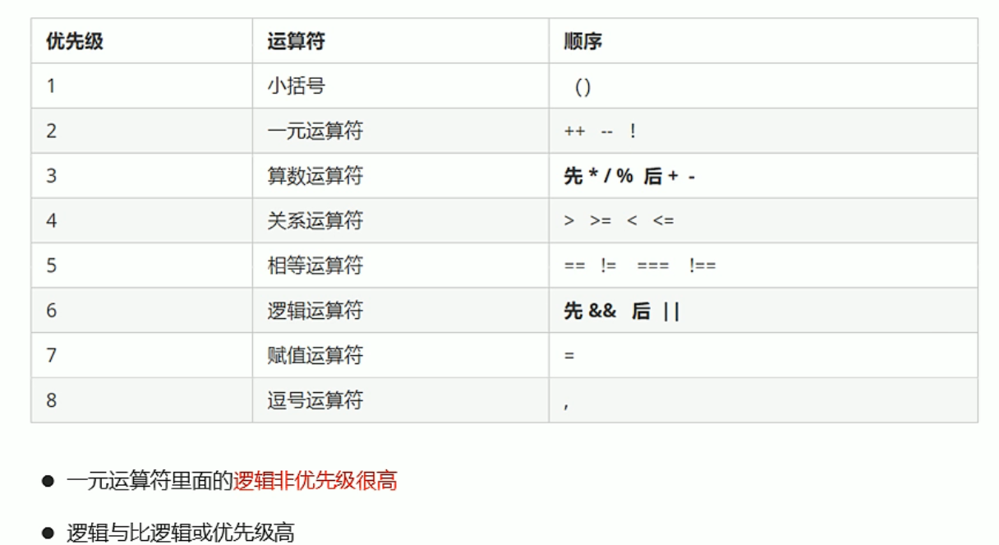 优先级 运算符 顺序
1 小括号 ()
2 一元运算符 ++ -- !
3 算数运算符 先 * / % 后 + -
4 关系运算符 > >= < <=
5 相等运算符 == != === !==
6 逻辑运算符 先 && 后 ||
7 赋值运算符 =
8 逗号运算符 ,
● 一元运算符里面的逻辑非优先级很高
● 逻辑与比逻辑或优先级高